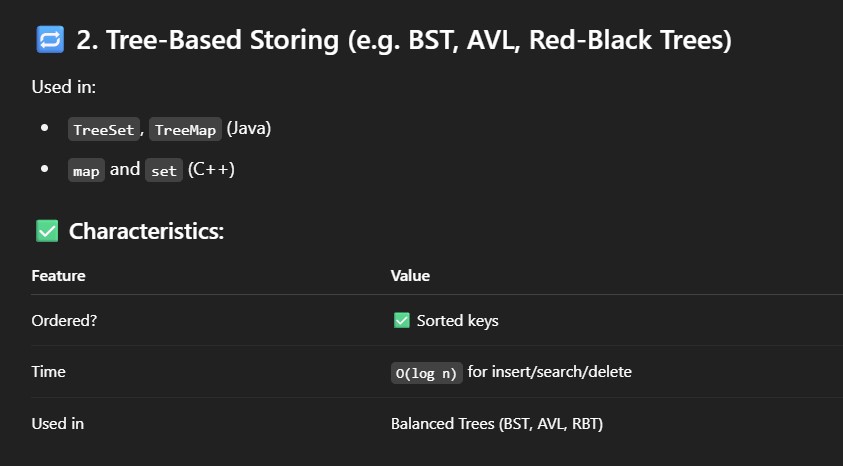 🔁 2. Tree-Based Storing (e.g. BST, AVL, Red-Black Trees)
Used in:
• TreeSet, TreeMap (Java)
• map and set (C++)
✅ Characteristics:
Feature Value
Ordered? ✅ Sorted keys
Time O(log n) for insert/search/delete
Used in Balanced Trees (BST, AVL, RBT)